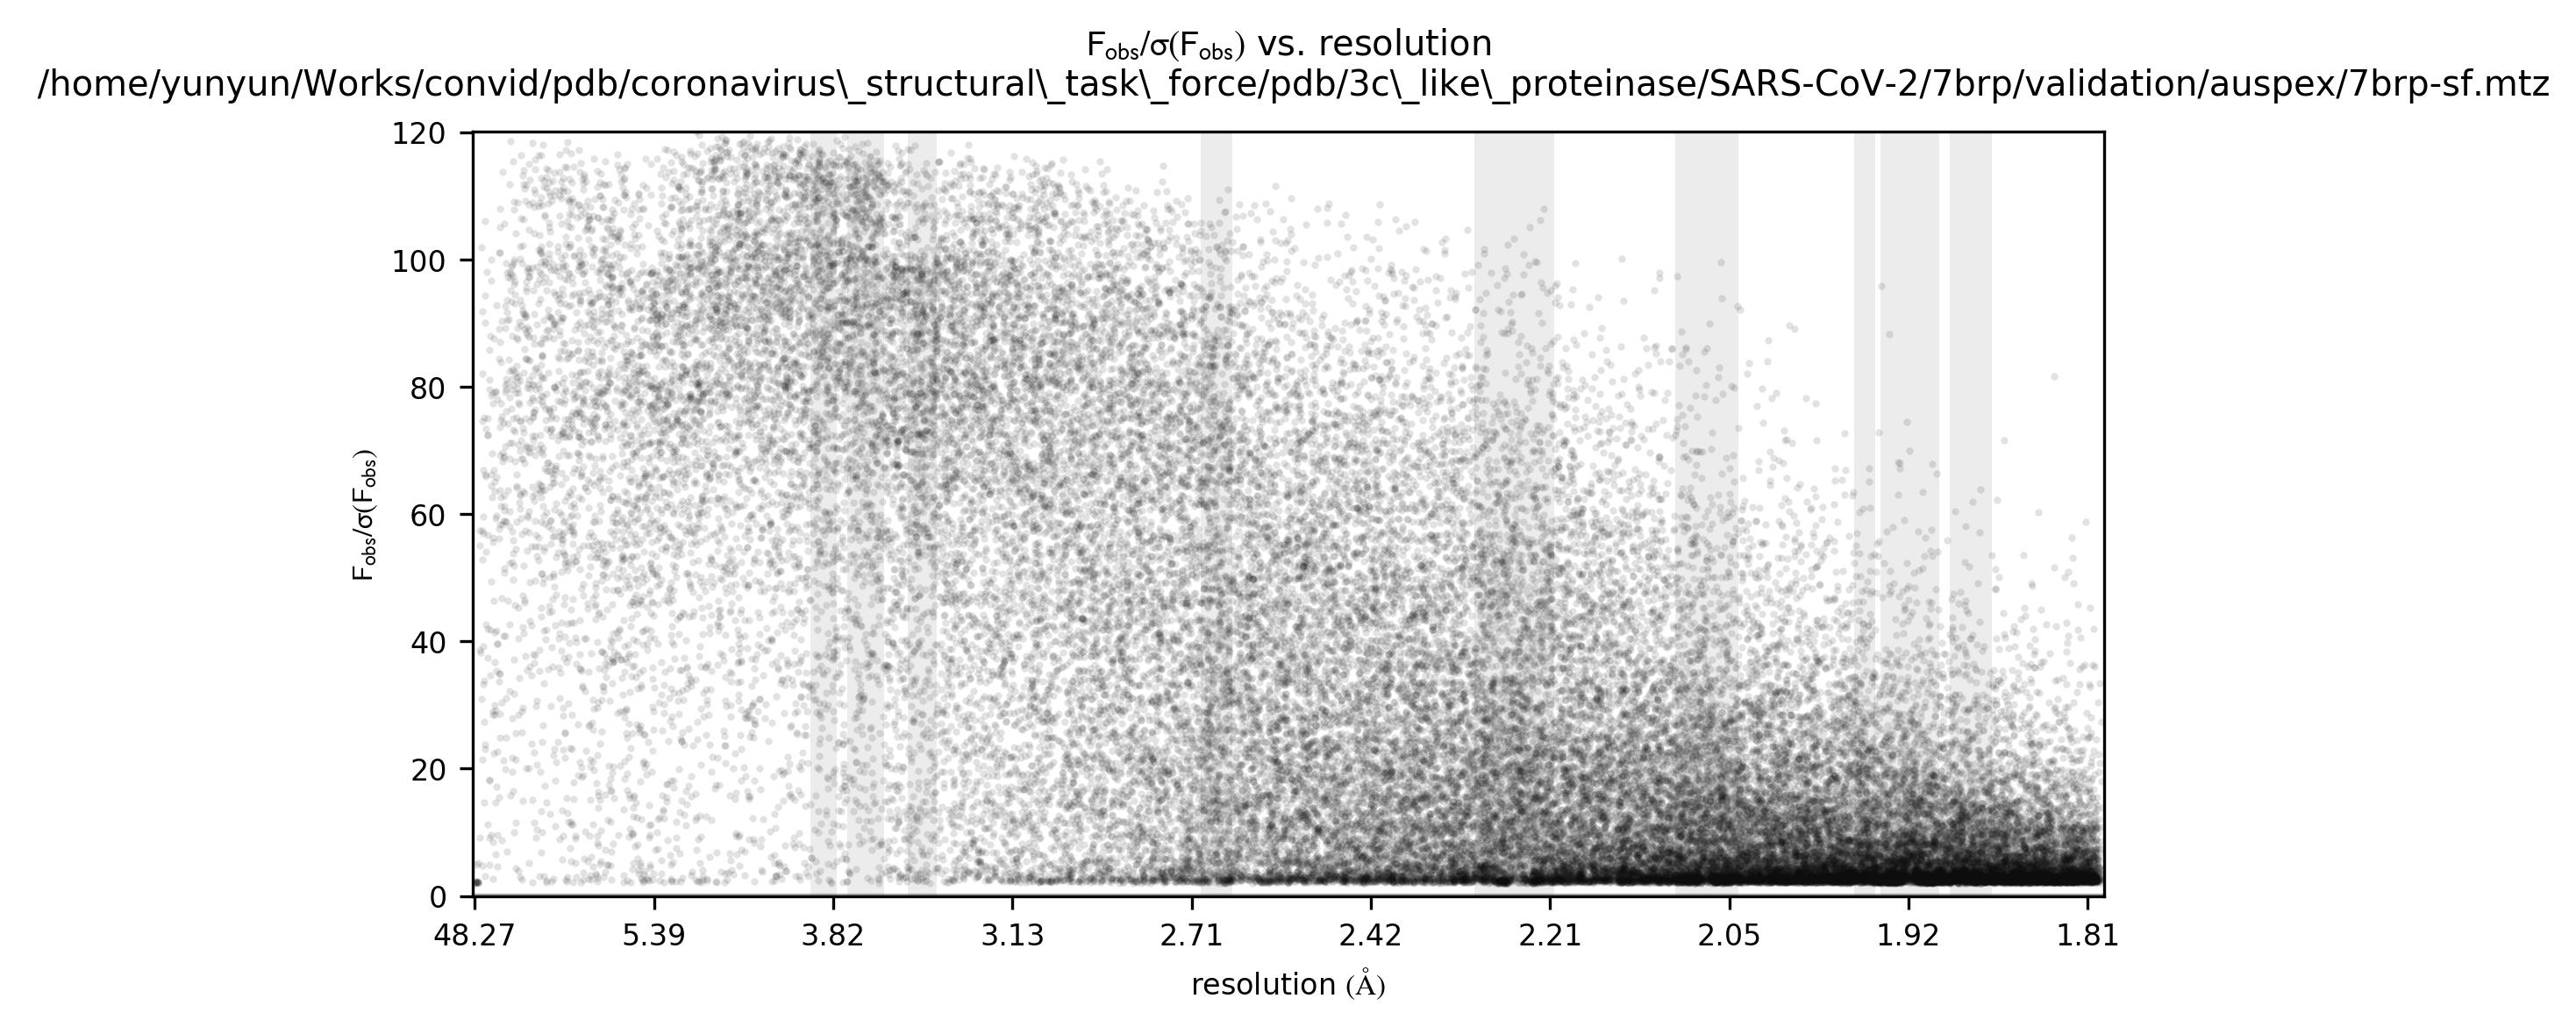 Fobs/σ(Fobs) vs. resolution
/home/yunyun/Works/convid/pdb/coronavirus\_structural\_task\_force/pdb/3c\_like\_proteinase/SARS-CoV-2/7brp/validation/auspex/7brp-sf.mtz
120
100
80
60
40
20
0
Fobs/σ(Fobs)
48.27 5.39 3.82 3.13 2.71 2.42 2.21 2.05 1.92 1.81
resolution (Å)